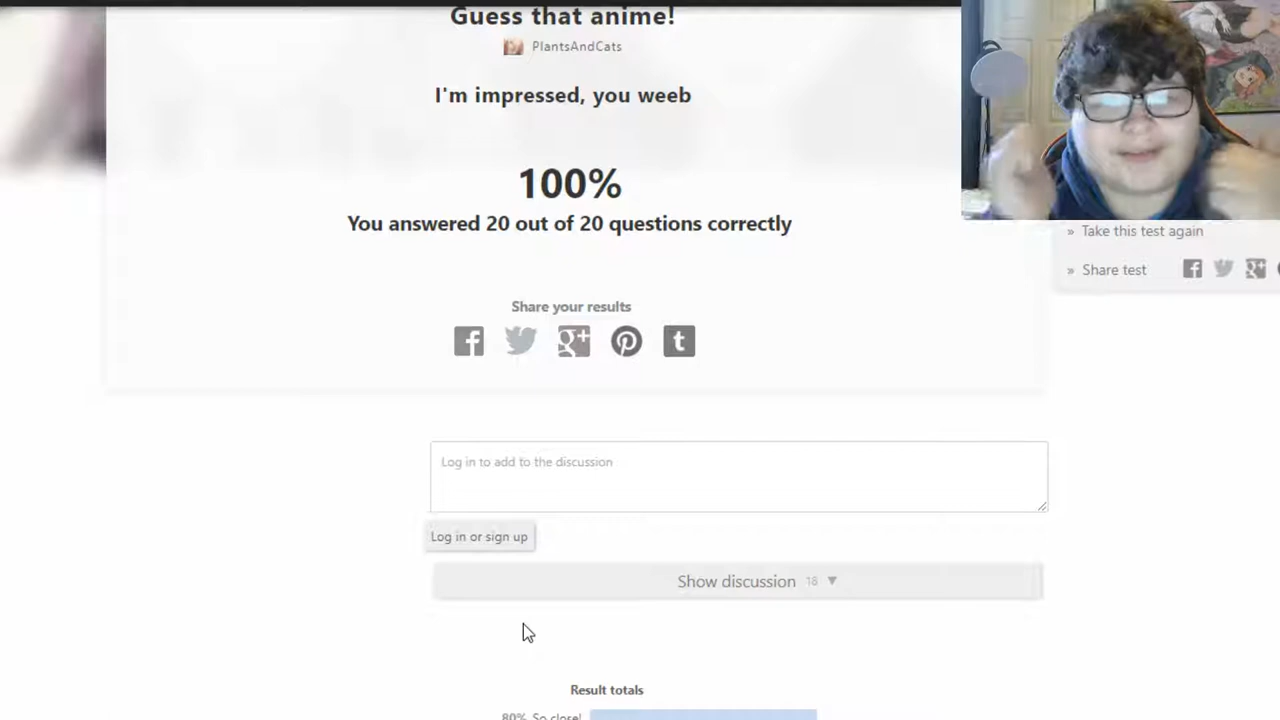 Guess that anime!
PlantsAndCats
I'm impressed, you weeb
100%
You answered 20 out of 20 questions correctly
» Take this test again
» Share test
Share your results
Log in to add to the discussion
Log in or sign up
Show discussion 18 ▼
Result totals
80% So close!